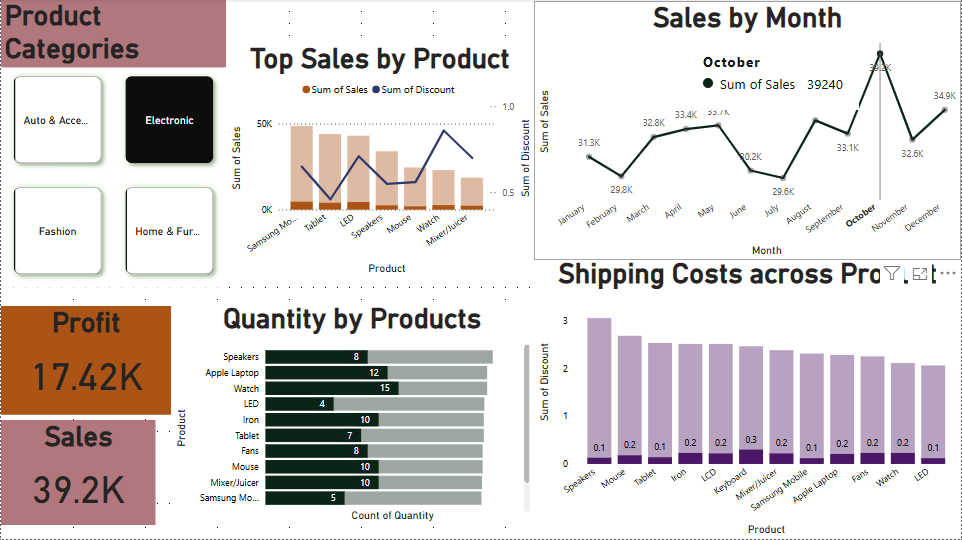 Product
Categories
Auto & Acce...
Electronic
Fashion
Home & Fur...
Top Sales by Product
Sum of Sales Sum of Discount
Sum of Sales
50K
0K
1.0
0.5
Sum of Discount
Samsung Mo...
Tablet
LED
Speakers
Mouse
Watch
Mixer/Juicer
Product
Sales by Month
October
Sum of Sales 39240
Sum of Sales
31.3K
29.8K
32.8K
33.4K
33.7K
30.2K
29.6K
33.1K
39.2K
32.6K
34.9K
January
February
March
April
May
June
July
August
September
October
November
December
Month
Profit
17.42K
Sales
39.2K
Quantity by Products
Product
Speakers 8
Apple Laptop 12
Watch 15
LED 4
Iron 10
Tablet 7
Fans 8
Mouse 10
Mixer/Juicer 10
Samsung Mo... 5
Count of Quantity
Shipping Costs across
Sum of Discount
3
2
1
0
0.1
0.2
0.1
0.2
0.2
0.3
0.2
0.1
0.2
0.2
0.2
0.1
Speakers
Mouse
Tablet
Iron
LCD
Keyboard
Mixer/Juicer
Samsung Mobile
Apple Laptop
Fans
Watch
LED
Product